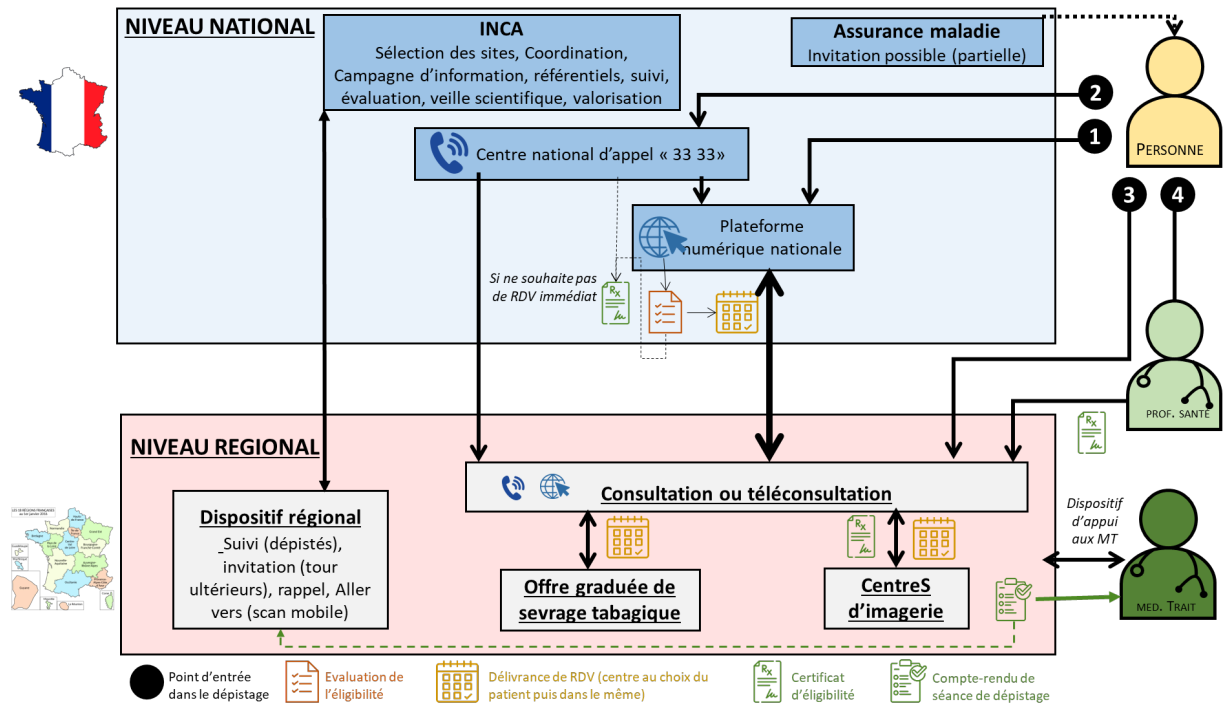 NIVEAU NATIONAL
INCA
Sélection des sites, Coordination,
Campagne d'information, référentiels, suivi,
évaluation, veille scientifique, valorisation
Assurance maladie
Invitation possible (partielle)
2
1
PERSONNE
Centre national d'appel « 33 33»
3
4
Plateforme
numérique nationale
Si ne souhaite pas
de RDV immédiat
PROF. SANTÉ
NIVEAU REGIONAL
Consultation ou téléconsultation
Dispositif régional
_Suivi (dépistés),
invitation (tour
ultérieurs), rappel, Aller
vers (scan mobile)
Offre graduée de
sevrage tabagique
CentreS
d'imagerie
Dispositif
d'appui
aux MT
MED. TRAIT
Point d'entrée
dans le dépistage
Evaluation de
l'éligibilité
Délivrance de RDV (centre au choix du
patient puis dans le même)
Certificat
d'éligibilité
Compte-rendu de
séance de dépistage